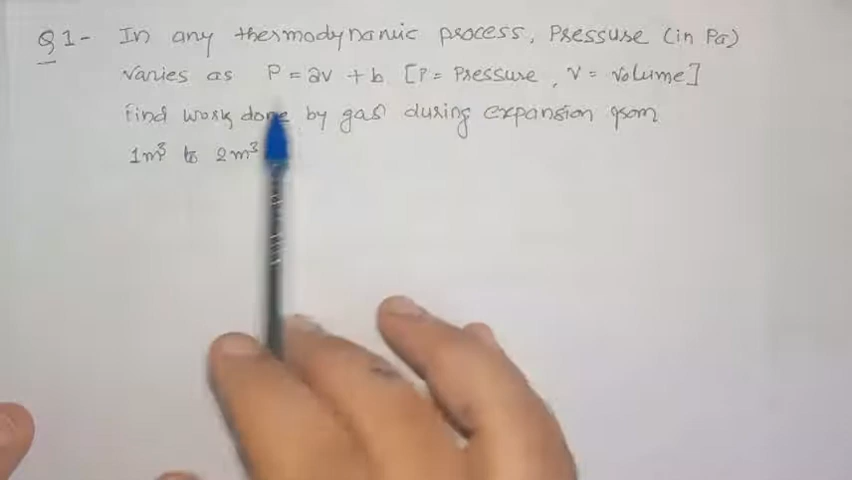 Q1- In any thermodynamic process, Pressure (in Pa)
varies as P = av + b [P = Pressure, V = Volume]
Find work done by gas during expansion from
1m³ to 2m³